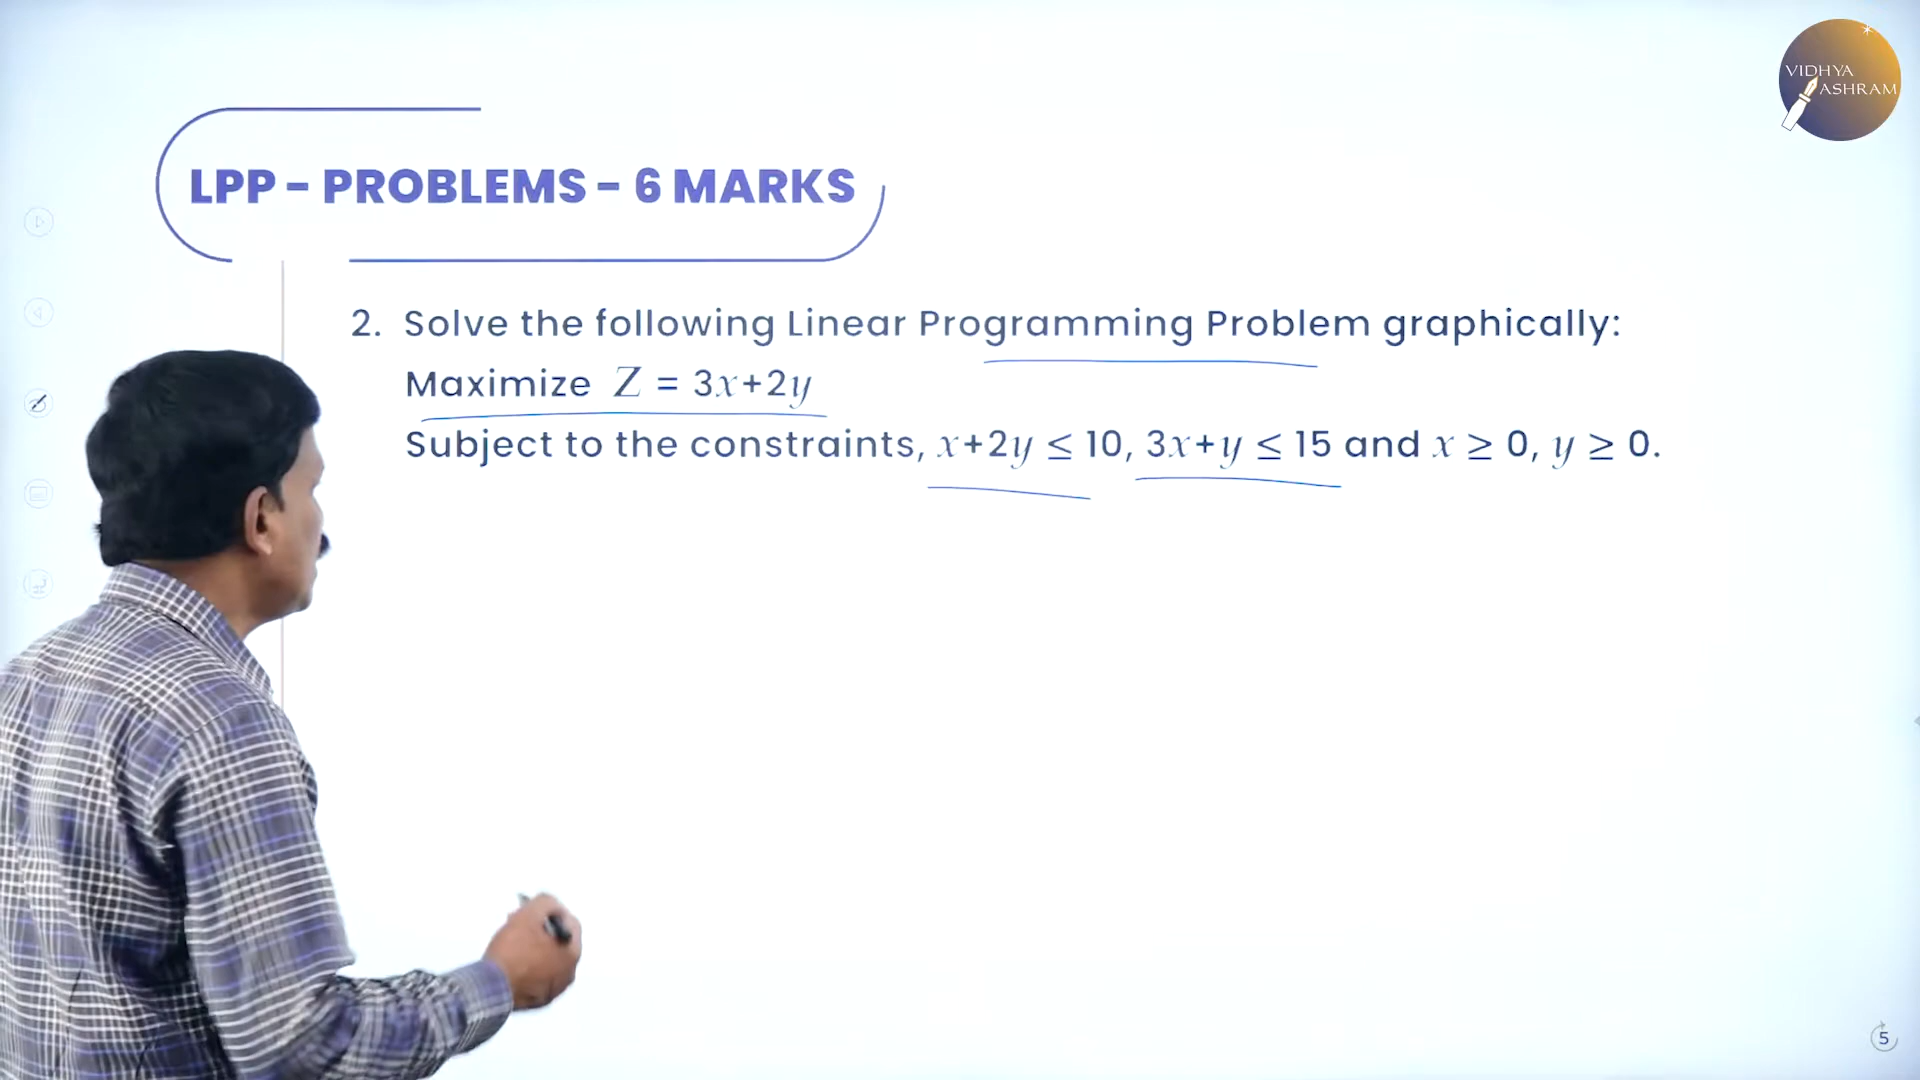 VIDHYA
ASHRAM
LPP - PROBLEMS - 6 MARKS
2. Solve the following Linear Programming Problem graphically:
Maximize Z = 3x+2y
Subject to the constraints, x+2y ≤ 10, 3x+y ≤ 15 and x ≥ 0, y ≥ 0.
5